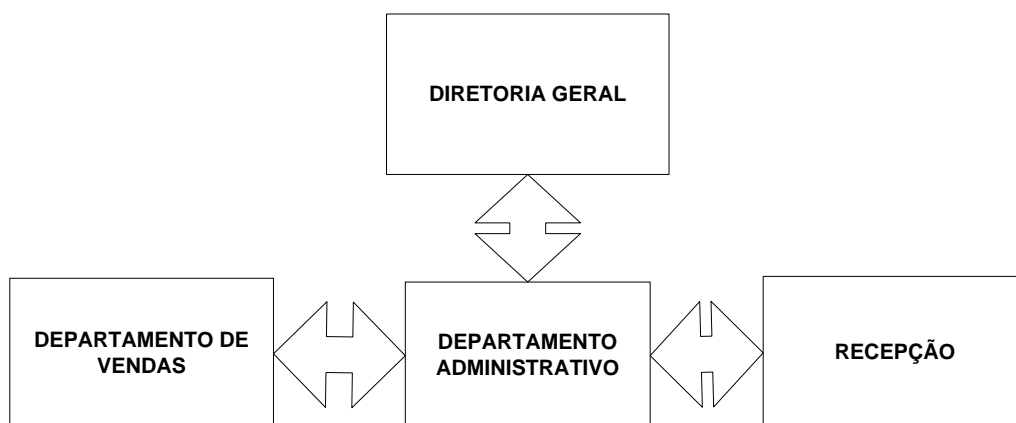 DIRETORIA GERAL
DEPARTAMENTO DE
VENDAS
DEPARTAMENTO
ADMINISTRATIVO
RECEPÇÃO